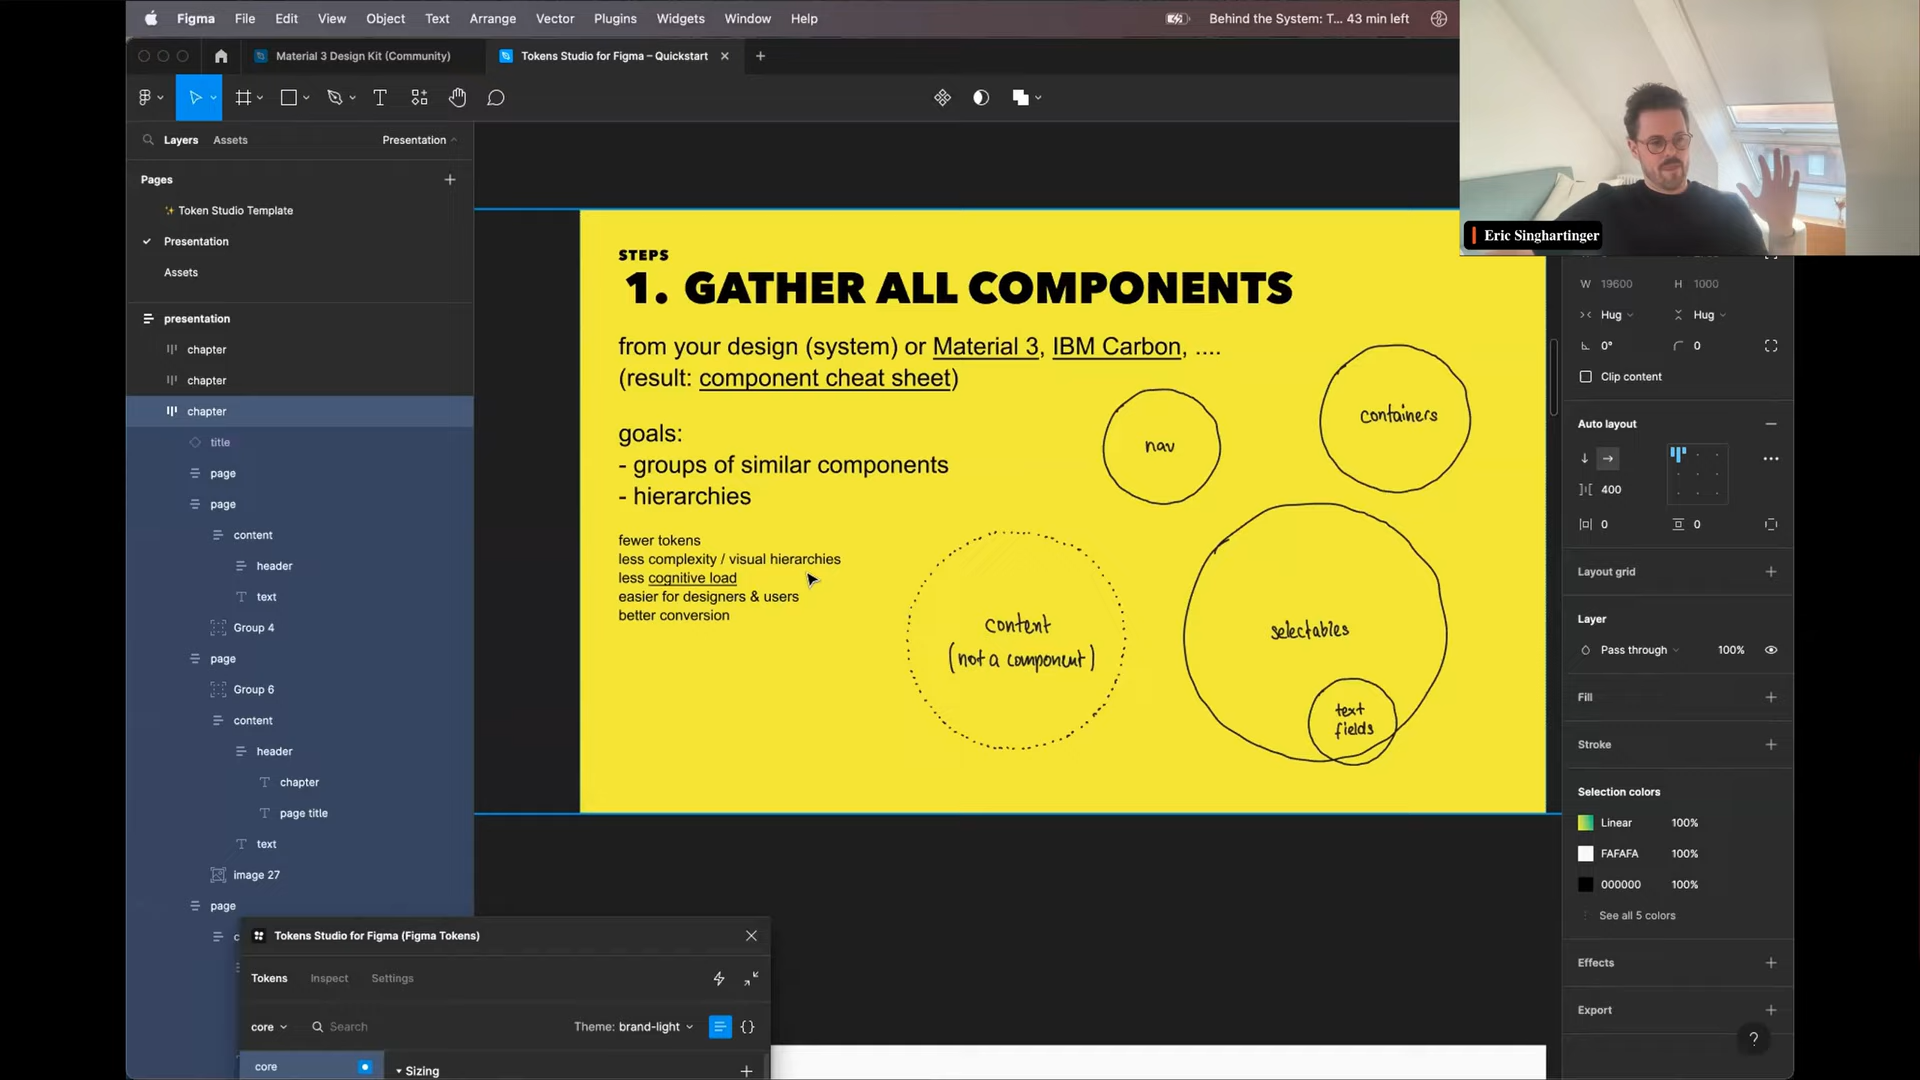 Figma File Edit View Object Text Arrange Vector Plugins Widgets Window Help
Behind the System: T... 43 min left
Material 3 Design Kit (Community)
Tokens Studio for Figma – Quickstart
Layers Assets Presentation
Pages
✨ Token Studio Template
Presentation
Assets
presentation
chapter
chapter
chapter
title
page
page
content
header
text
Group 4
page
Group 6
content
header
chapter
page title
text
image 27
page
c
STEPS
1. GATHER ALL COMPONENTS
from your design (system) or Material 3, IBM Carbon, ....
(result: component cheat sheet)
goals:
- groups of similar components
- hierarchies
fewer tokens
less complexity / visual hierarchies
less cognitive load
easier for designers & users
better conversion
nav
containers
content
(not a component)
selectables
text
fields
Tokens Studio for Figma (Figma Tokens)
Tokens Inspect Settings
core Search Theme: brand-light
core
Sizing
Eric Singhartinger
W 19600 H 1000
Hug Hug
0° 0
Clip content
Auto layout
400
0 0
Layout grid
Layer
Pass through 100%
Fill
Stroke
Selection colors
Linear 100%
FAFAFA 100%
000000 100%
See all 5 colors
Effects
Export
?